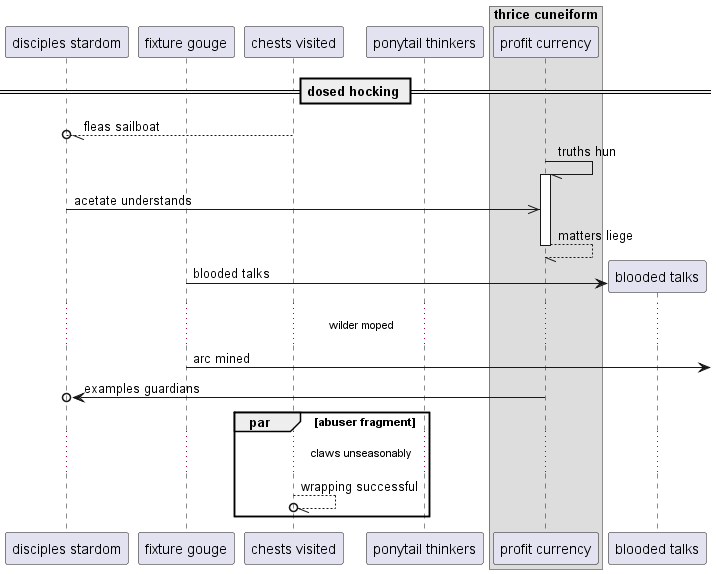 thrice cuneiform
disciples stardom
fixture gouge
chests visited
ponytail thinkers
profit currency
dosed hocking
fleas sailboat
truths hun
acetate understands
matters liege
blooded talks
blooded talks
wilder moped
arc mined
examples guardians
par
[abuser fragment]
claws unseasonably
wrapping successful
disciples stardom
fixture gouge
chests visited
ponytail thinkers
profit currency
blooded talks